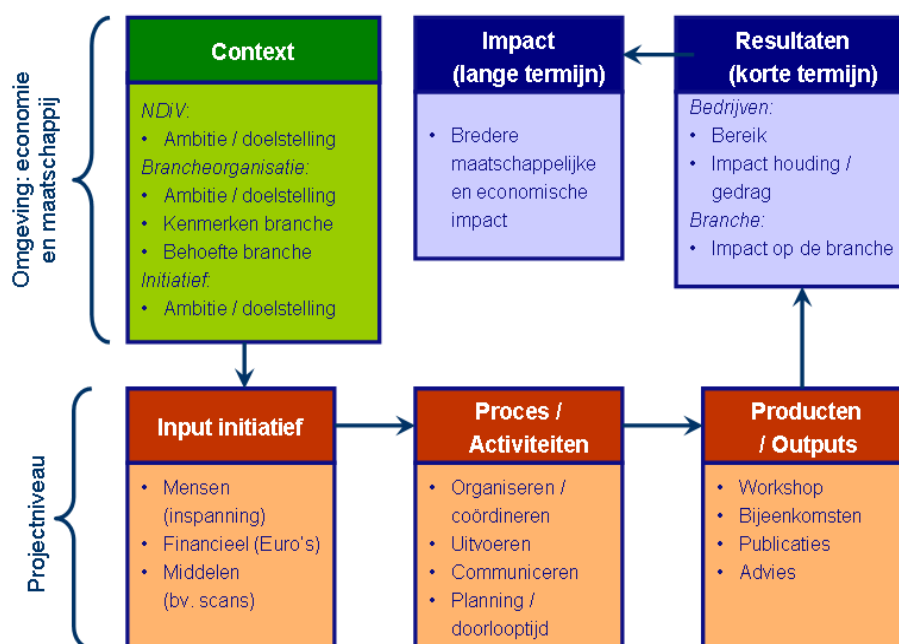 Omgeving: economie
en maatschappij
Context
NDiV:
• Ambitie / doelstelling
Brancheorganisatie:
• Ambitie / doelstelling
• Kenmerken branche
• Behoefte branche
Initiatief:
• Ambitie / doelstelling
Impact
(lange termijn)
• Bredere
maatschappelijke
en economische
impact
Resultaten
(korte termijn)
Bedrijven:
• Bereik
• Impact houding /
gedrag
Branche:
• Impact op de branche
Projectniveau
Input initiatief
• Mensen
(inspanning)
• Financieel (Euro's)
• Middelen
(bv. scans)
Proces /
Activiteiten
• Organiseren /
coördineren
• Uitvoeren
• Communiceren
• Planning /
doorlooptijd
Producten
/ Outputs
• Workshop
• Bijeenkomsten
• Publicaties
• Advies